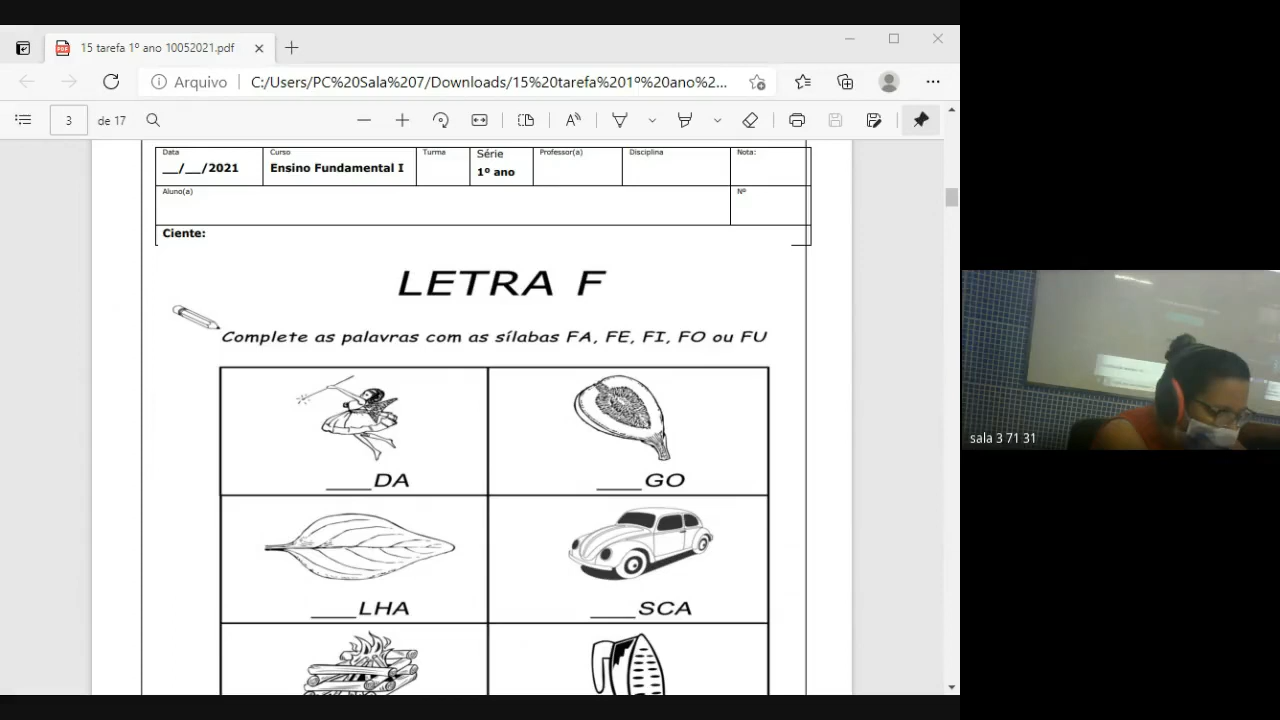 15 tarefa 1º ano 10052021.pdf
Arquivo
C:/Users/PC%20Sala%207/Downloads/15%20tarefa%201º%20ano%2...
3 de 17
Data
Curso
Turma
Série
Professor(a)
Disciplina
Nota:
__/__/2021
Ensino Fundamental I
1º ano
Aluno(a)
Nº
Ciente:
LETRA F
Complete as palavras com as sílabas FA, FE, FI, FO ou FU
____DA
____GO
____LHA
____SCA
sala 3 71 31